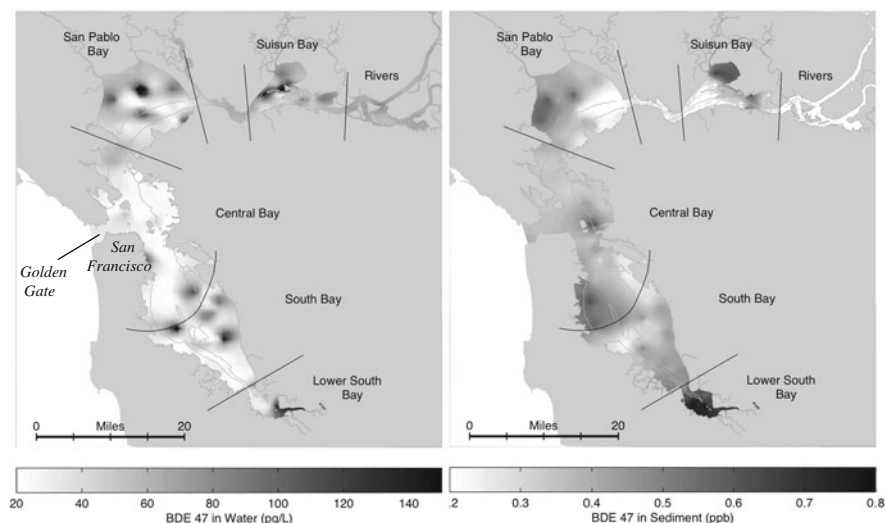 San Pablo
Bay
Suisun Bay
Rivers
Central Bay
San
Francisco
Golden
Gate
South Bay
Lower South
Bay
0 Miles 20
20 40 60 80 100 120 140
BDE 47 in Water (pg/L)
San Pablo
Bay
Suisun Bay
Rivers
Central Bay
South Bay
Lower South
Bay
0 Miles 20
.2 0.3 0.4 0.5 0.6 0.7 0.8
BDE 47 in Sediment (ppb)